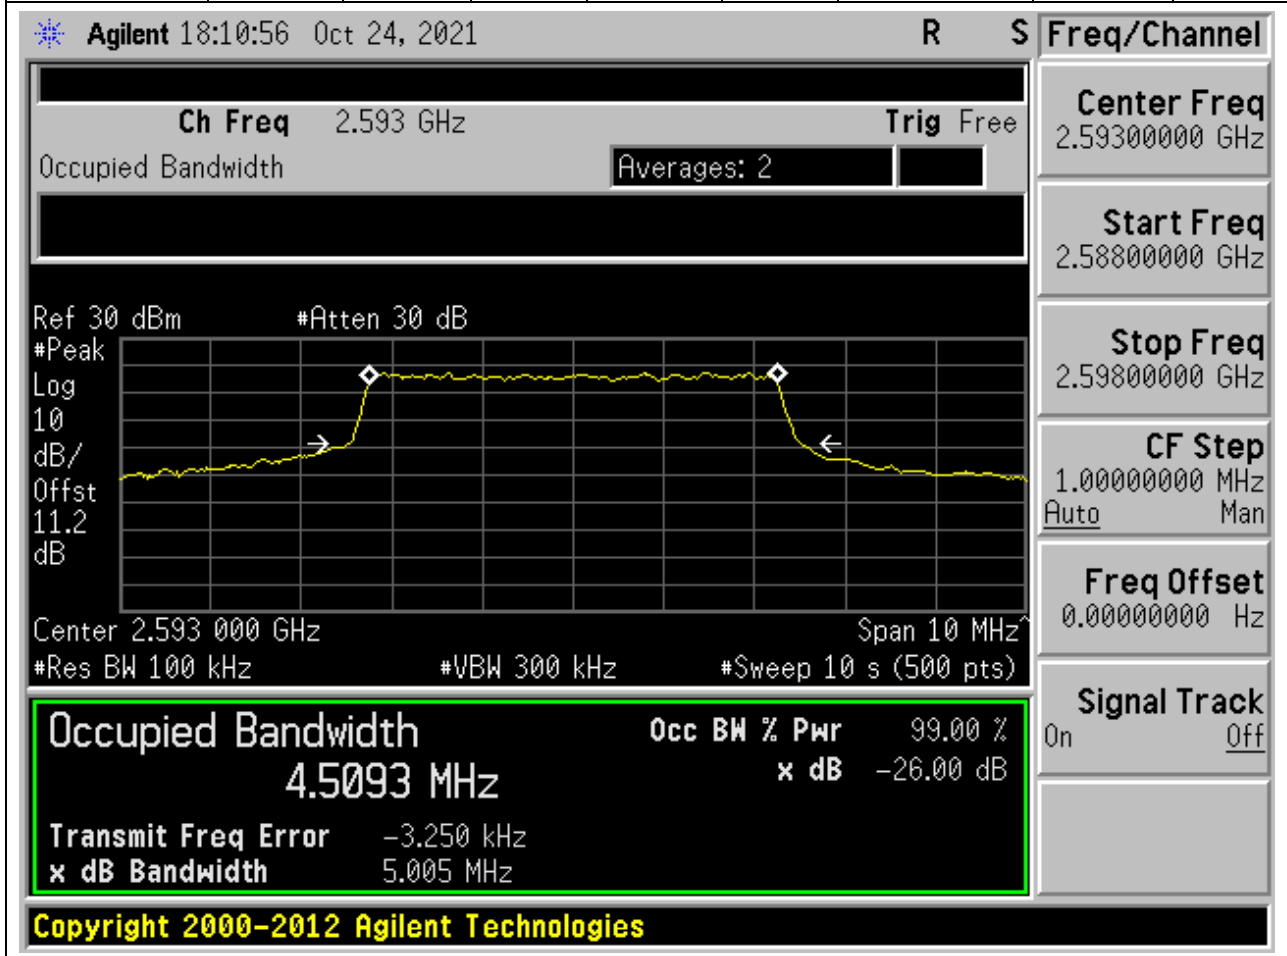 Agilent 18:10:56 Oct 24, 2021 R S Freq/Channel
Ch Freq 2.593 GHz Trig Free
Occupied Bandwidth Averages: 2
Center Freq
2.59300000 GHz
Start Freq
2.58800000 GHz
Stop Freq
2.59800000 GHz
CF Step
1.00000000 MHz
Auto Man
Freq Offset
0.00000000 Hz
Signal Track
On Off
Ref 30 dBm #Atten 30 dB
#Peak
Log
10
dB/
Offst
11.2
dB
Center 2.593 000 GHz Span 10 MHz^
#Res BW 100 kHz #VBW 300 kHz #Sweep 10 s (500 pts)
Occupied Bandwidth Occ BW % Pwr 99.00 %
4.5093 MHz x dB -26.00 dB
Transmit Freq Error -3.250 kHz
x dB Bandwidth 5.005 MHz
Copyright 2000-2012 Agilent Technologies